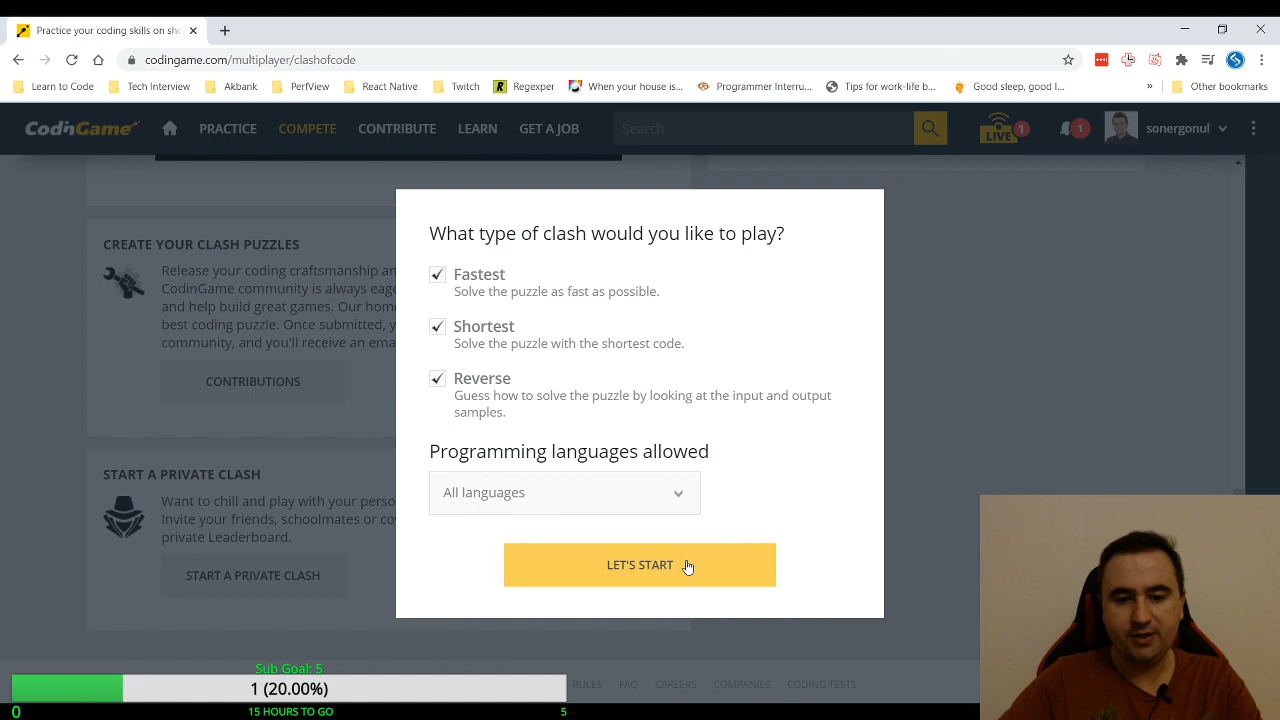 Practice your coding skills on sh
codingame.com/multiplayer/clashofcode
Learn to Code Tech Interview Akbank PerfView React Native Twitch Regexper When your house is... Programmer Interru... Tips for work-life b... Good sleep, good l... » Other bookmarks
CODINGAME PRACTICE COMPETE CONTRIBUTE LEARN GET A JOB Search LIVE 1 1 sonergonul
What type of clash would you like to play?
Fastest
Solve the puzzle as fast as possible.
Shortest
Solve the puzzle with the shortest code.
Reverse
Guess how to solve the puzzle by looking at the input and output
samples.
Programming languages allowed
All languages
LET'S START
CREATE YOUR CLASH PUZZLES
Release your coding craftsmanship an
CodinGame community is always eage
and help build great games. Our home
best coding puzzle. Once submitted, y
community, and you'll receive an ema
CONTRIBUTIONS
START A PRIVATE CLASH
Want to chill and play with your perso
Invite your friends, schoolmates or co
private Leaderboard.
START A PRIVATE CLASH
RULES FAQ CAREERS COMPANIES CODING TESTS
Sub Goal: 5
1 (20.00%)
0 15 HOURS TO GO 5